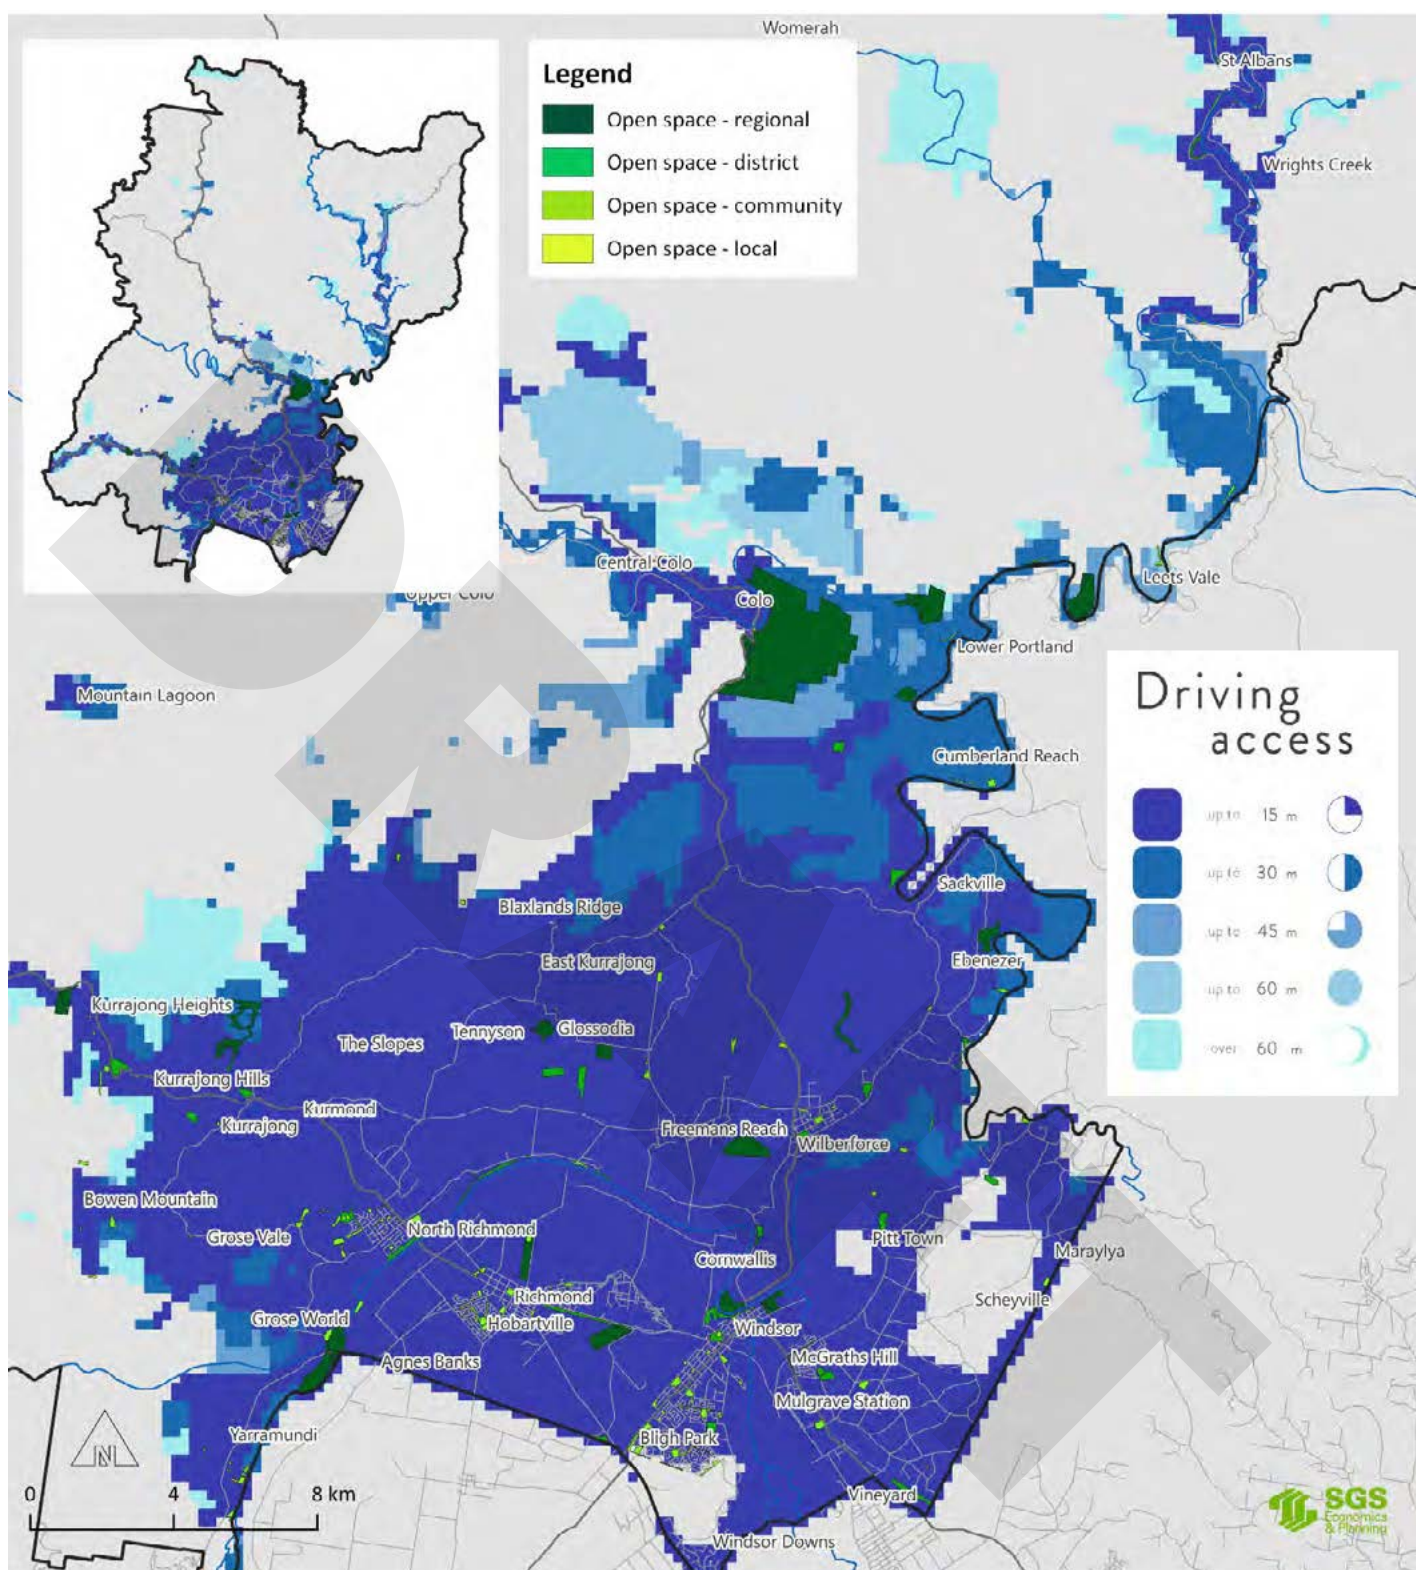 Womerah
St Albans
Legend
Open space - regional
Open space - district
Open space - community
Open space - local
Wrights Creek
Central Colo
Colo
Leets Vale
Upper Colo
Lower Portland
Mountain Lagoon
Driving
access
up to 15 m
up to 30 m
up to 45 m
up to 60 m
over 60 m
Cumberland Reach
Sackville
Blaxlands Ridge
East Kurrajong
Ebenezer
Kurrajong Heights
Tennyson
Glossodia
The Slopes
Kurrajong Hills
Kurmond
Kurrajong
Freemans Reach
Wilberforce
Bowen Mountain
Grose Vale
North Richmond
Pitt Town
Cornwallis
Maraylya
Richmond
Scheyville
Grose World
Hobartville
Windsor
Agnes Banks
McGraths Hill
Mulgrave Station
Yarramundi
Bligh Park
N
0 4 8 km
Vineyard
Windsor Downs
SGS
Economics
& Planning
DRAFT